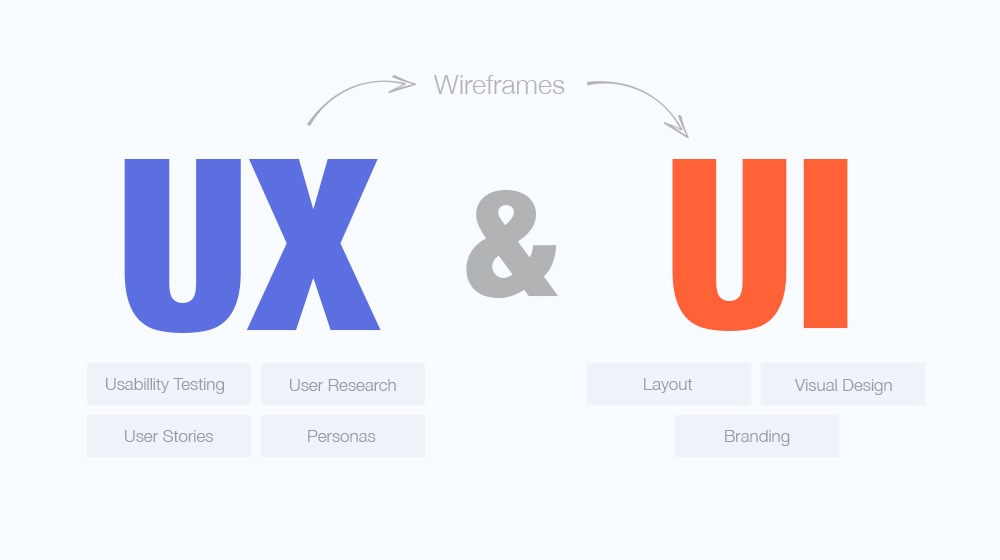 Wireframes
UX & UI
Usabillity Testing
User Research
Layout
Visual Design
User Stories
Personas
Branding